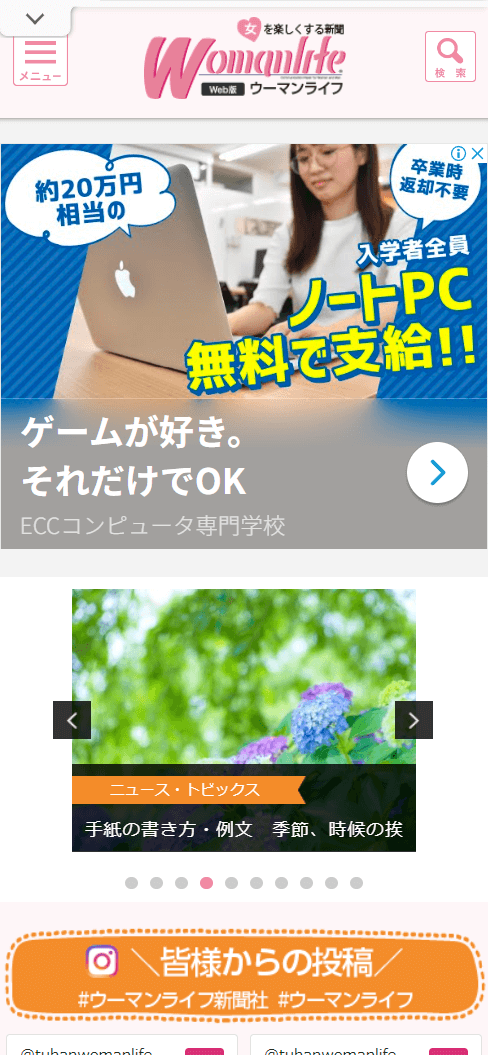 女を楽しくする新聞
Womanlife
Web版 ウーマンライフ
メニュー
検 索
約20万円
相当の
卒業時
返却不要
入学者全員
ノートPC
無料で支給!!
ゲームが好き。
それだけでOK
ECCコンピュータ専門学校
ニュース・トピックス
手紙の書き方・例文 季節、時候の挨
＼皆様からの投稿／
#ウーマンライフ新聞社 #ウーマンライフ
@tubanwomanlife
@tubanwomanlife